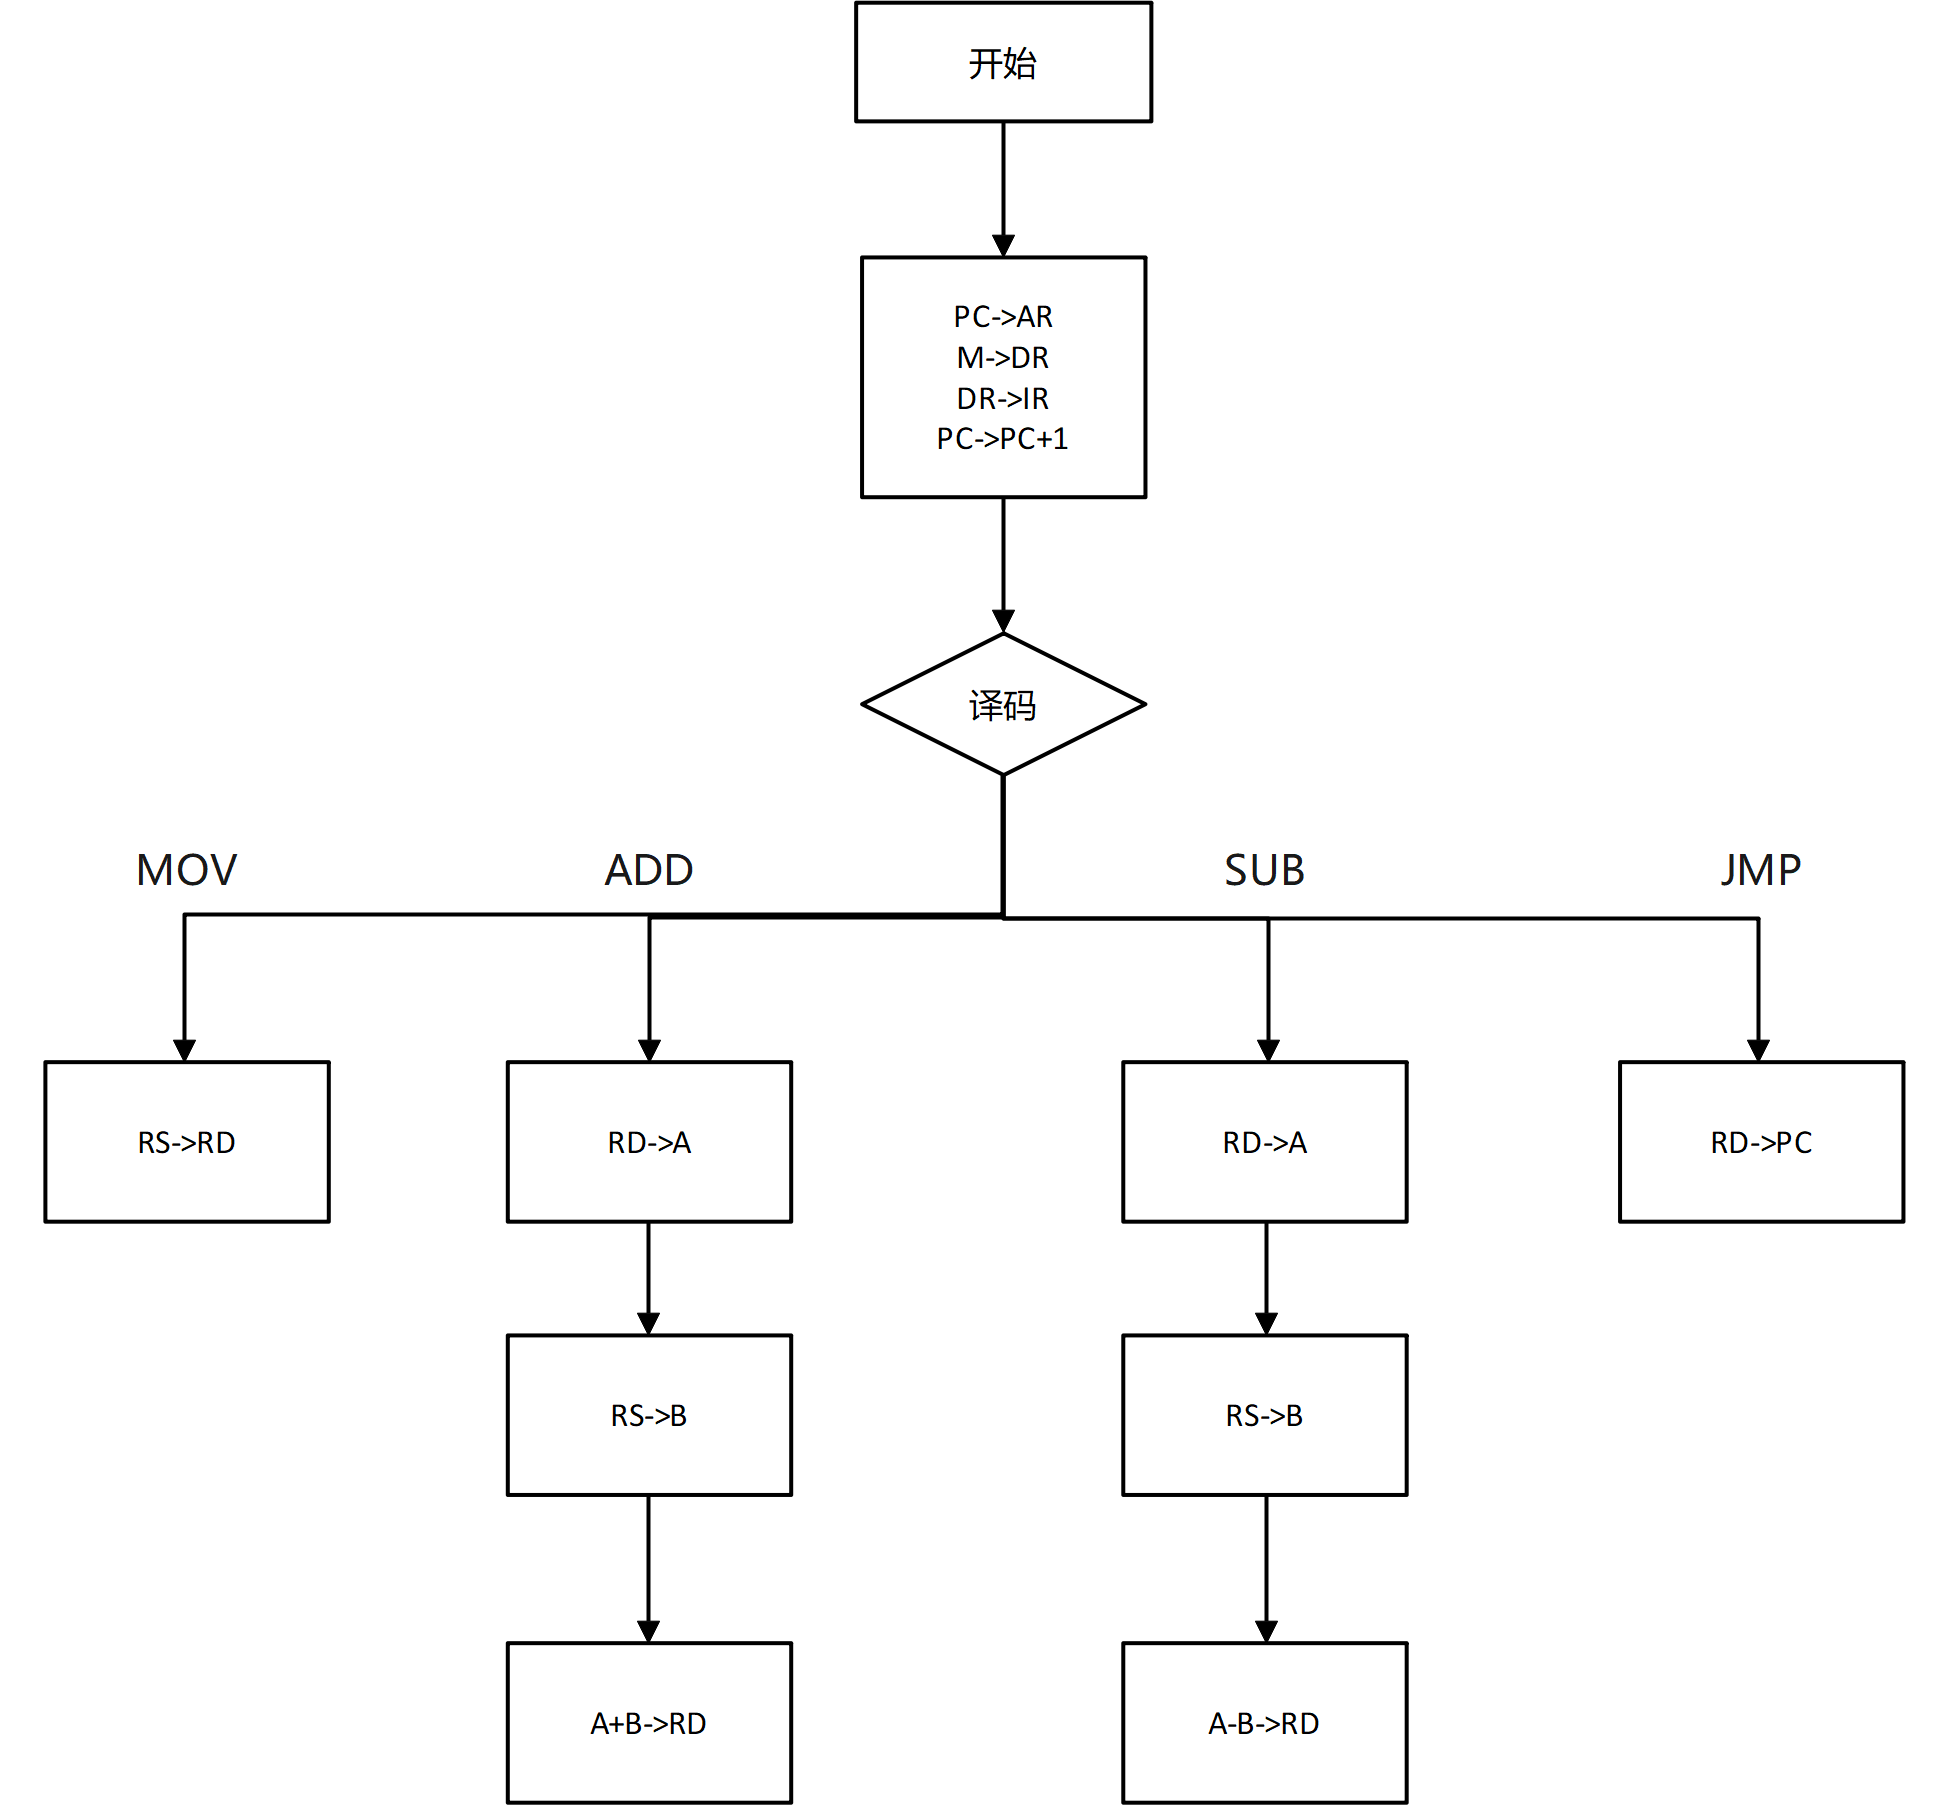 开始
PC->AR
M->DR
DR->IR
PC->PC+1
译码
MOV
ADD
SUB
JMP
RS->RD
RD->A
RD->A
RD->PC
RS->B
RS->B
A+B->RD
A-B->RD